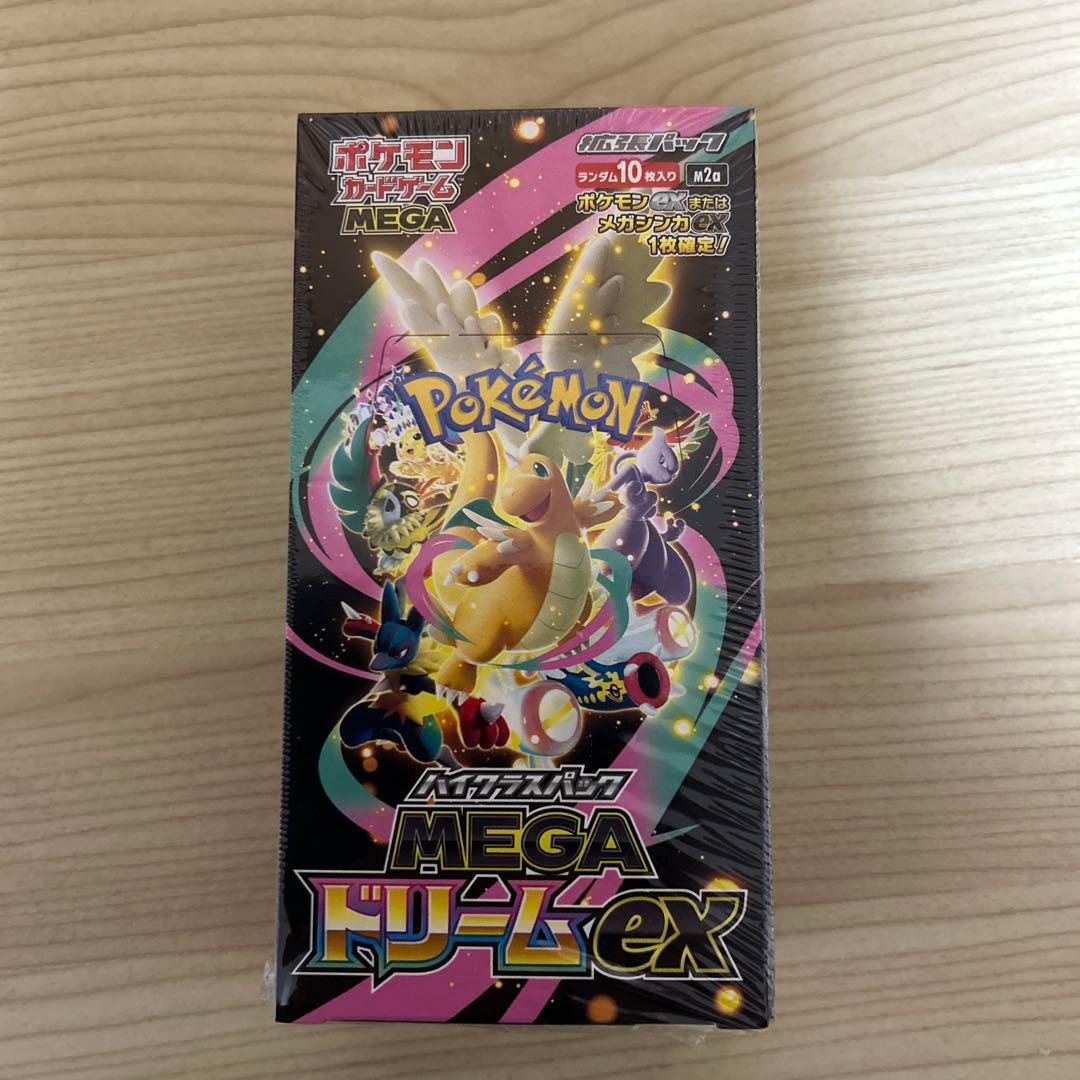 ポケモン
カードゲーム™
MEGA
拡張パック
ランダム10枚入り M2a
ポケモンexまたは
メガシンカex
1枚確定!
POKÉMON™
ハイクラスパック
MEGA
ドリームex